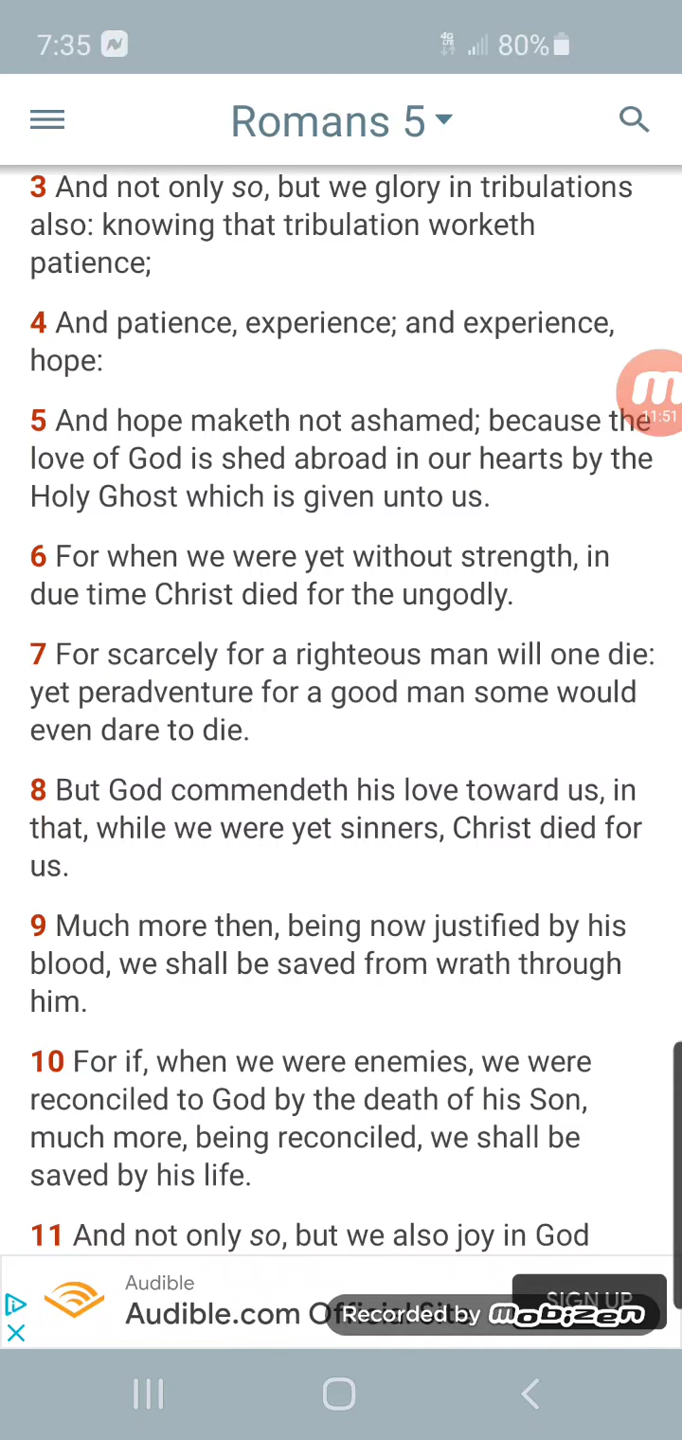 7:35
80%
Romans 5
3 And not only so, but we glory in tribulations
also: knowing that tribulation worketh
patience;
4 And patience, experience; and experience,
hope:
11:51
5 And hope maketh not ashamed; because the
love of God is shed abroad in our hearts by the
Holy Ghost which is given unto us.
6 For when we were yet without strength, in
due time Christ died for the ungodly.
7 For scarcely for a righteous man will one die:
yet peradventure for a good man some would
even dare to die.
8 But God commendeth his love toward us, in
that, while we were yet sinners, Christ died for
us.
9 Much more then, being now justified by his
blood, we shall be saved from wrath through
him.
10 For if, when we were enemies, we were
reconciled to God by the death of his Son,
much more, being reconciled, we shall be
saved by his life.
11 And not only so, but we also joy in God
Audible
SIGN UP
Audible.com
Recorded by mobizen